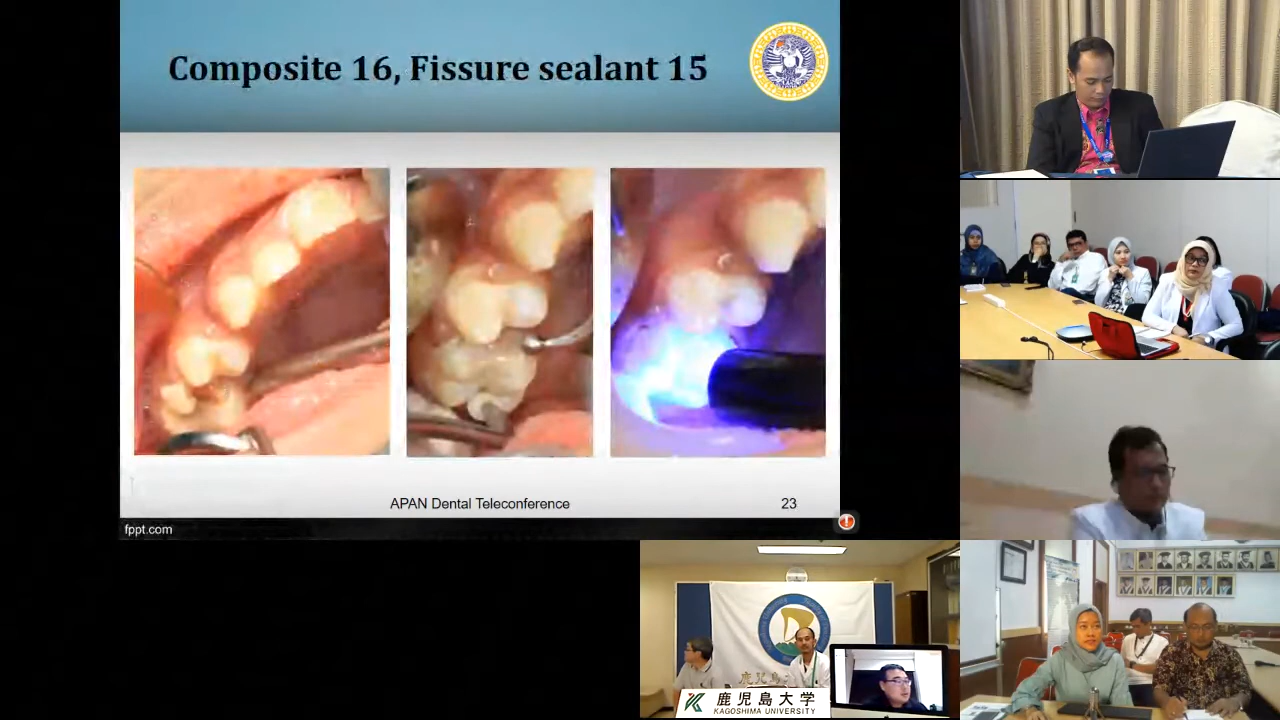 Composite 16, Fissure sealant 15
APAN Dental Teleconference
23
fppt.com
鹿児島大学
KAGOSHIMA UNIVERSITY